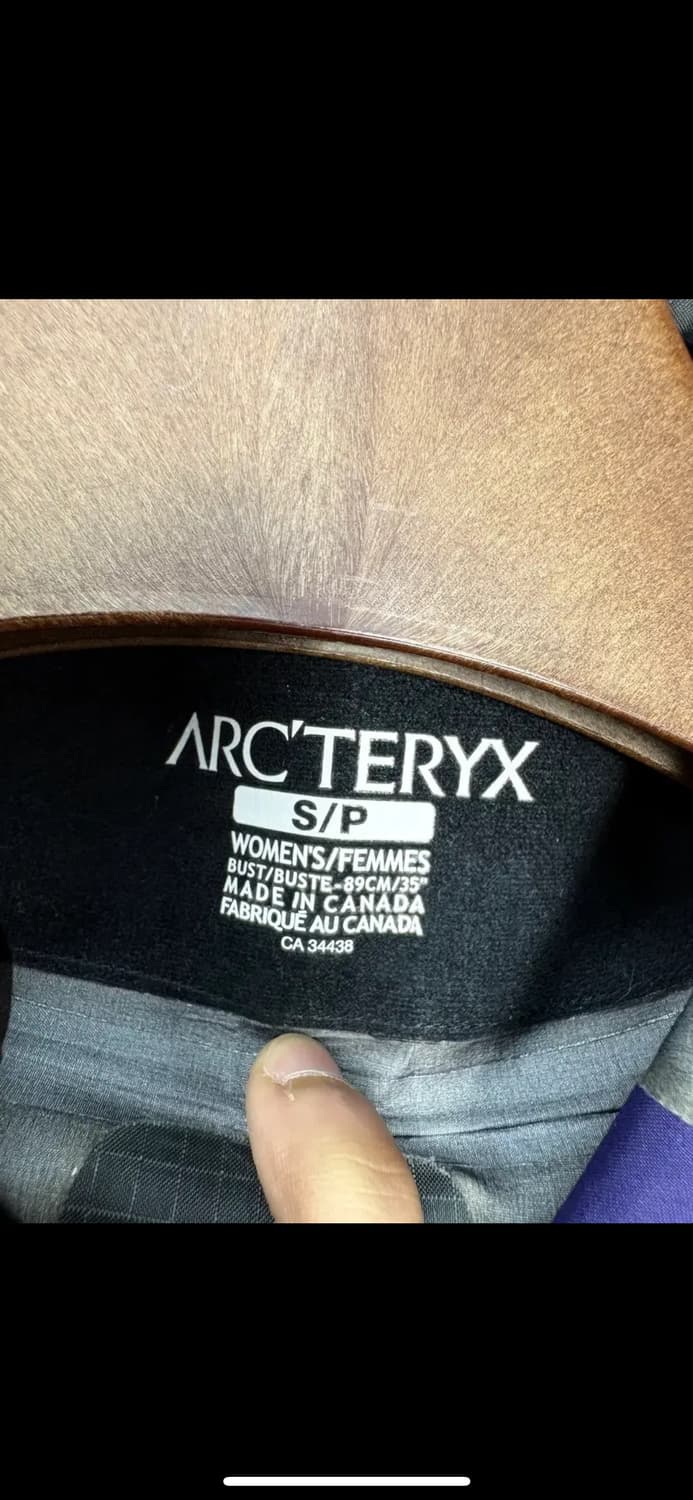 ARC'TERYX
S/P
WOMEN'S/FEMMES
BUST/BUSTE-89CM/35"
MADE IN CANADA
FABRIQUÉ AU CANADA
CA 34438